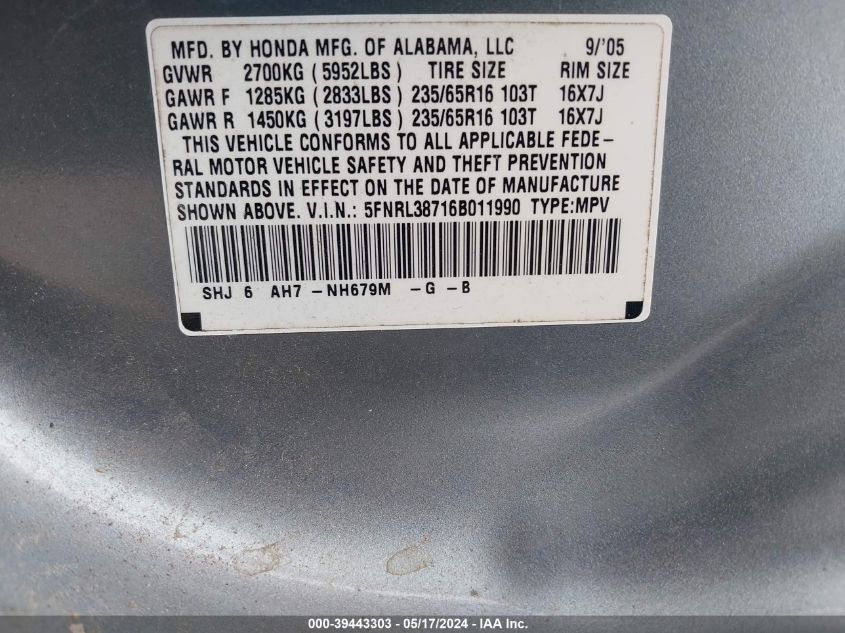 MFD. BY HONDA MFG. OF ALABAMA, LLC 9/'05
GVWR 2700KG (5952LBS) TIRE SIZE RIM SIZE
GAWR F 1285KG (2833LBS) 235/65R16 103T 16X7J
GAWR R 1450KG (3197LBS) 235/65R16 103T 16X7J
THIS VEHICLE CONFORMS TO ALL APPLICABLE FEDE-
RAL MOTOR VEHICLE SAFETY AND THEFT PREVENTION
STANDARDS IN EFFECT ON THE DATE OF MANUFACTURE
SHOWN ABOVE. V.I.N.: 5FNRL38716B011990 TYPE:MPV
SHJ 6 AH7 -NH679M -G -B
000-39443303 - 05/17/2024 - IAA Inc.